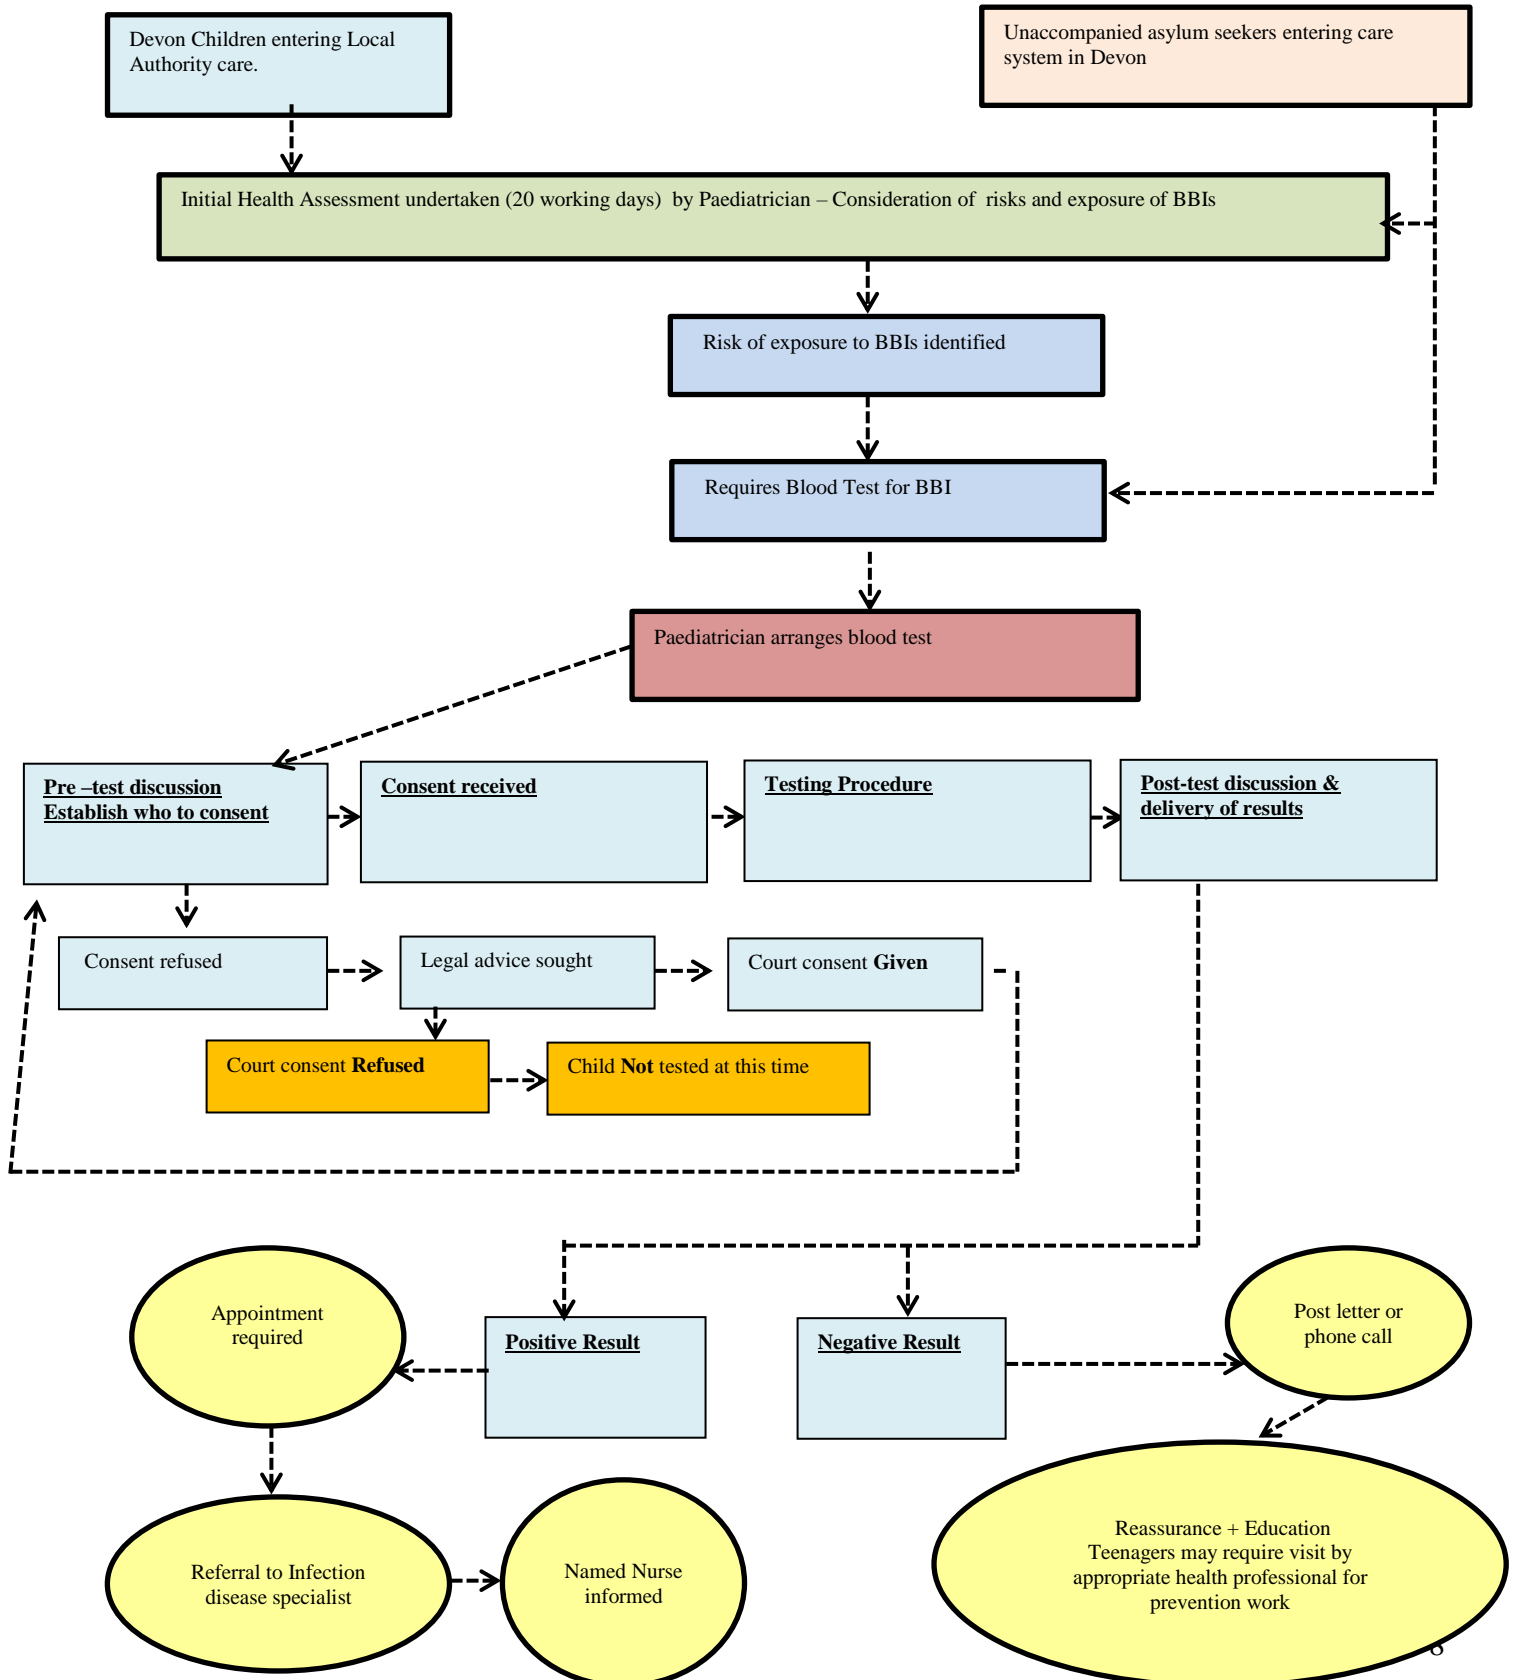 Devon Children entering Local
Authority care.
Unaccompanied asylum seekers entering care
system in Devon
Initial Health Assessment undertaken (20 working days)  by Paediatrician – Consideration of  risks and exposure of BBIs
Risk of exposure to BBIs identified
Requires Blood Test for BBI
Paediatrician arranges blood test
Pre –test discussion
Establish who to consent
Consent received
Testing Procedure
Post-test discussion &
delivery of results
Consent refused
Legal advice sought
Court consent Given
Court consent Refused
Child Not tested at this time
Appointment
required
Positive Result
Negative Result
Post letter or
phone call
Referral to Infection
disease specialist
Named Nurse
informed
Reassurance + Education
Teenagers may require visit by
appropriate health professional for
prevention work
8